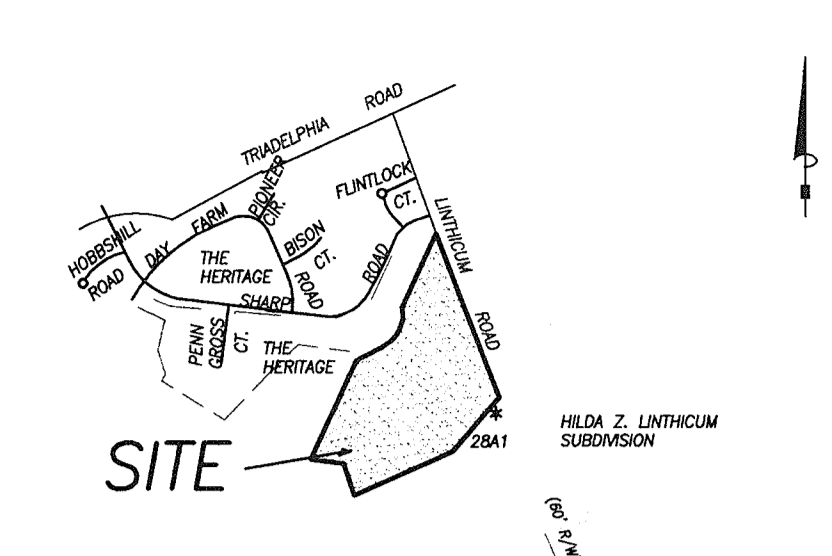 TRIADELPHIA ROAD
PIONEER
CIR.
FLINTLOCK
CT.
LINTHICUM ROAD
HOBBSHILL
ROAD
DAY FARM ROAD
BISON
CT.
THE
HERITAGE
SHARP ROAD
PENN
GROSS
CT.
THE
HERITAGE
SITE
28A1
HILDA Z. LINTHICUM
SUBDIVISION
(60' R/W